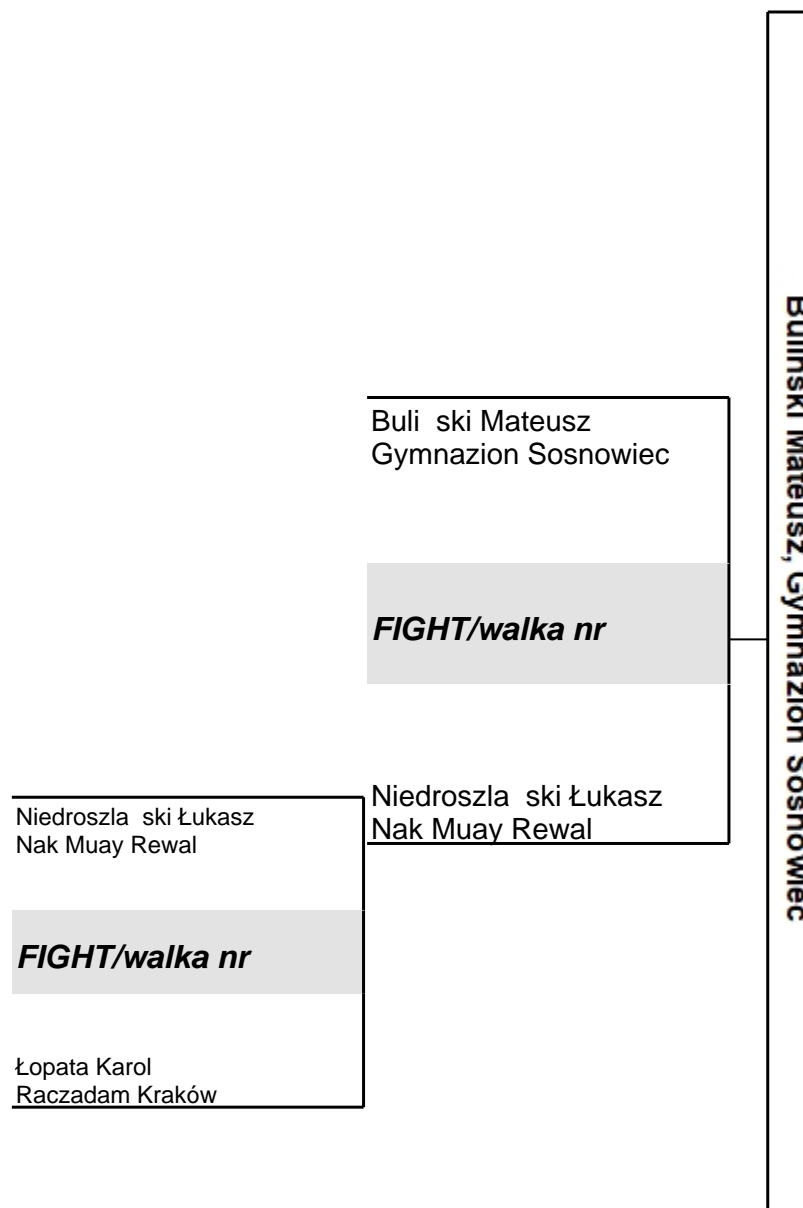 Buli ski Mateusz
Gymnazion Sosnowiec
FIGHT/walka nr
Niedroszla ski Łukasz
Nak Muay Rewal
Niedroszla ski Łukasz
Nak Muay Rewal
FIGHT/walka nr
Łopata Karol
Raczadam Kraków
Bulinski Mateusz, Gymnazion Sosnowiec